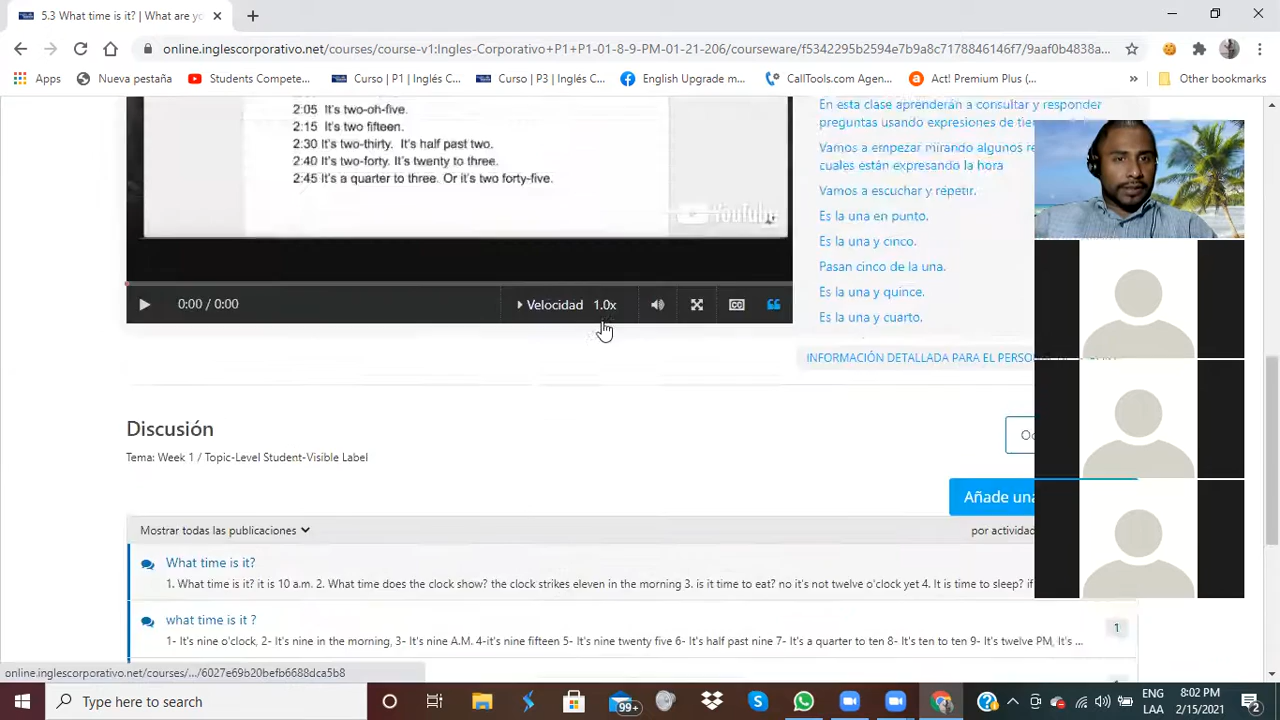 5.3 What time is it? | What are yo
online.inglescorporativo.net/courses/course-v1:Ingles-Corporativo+P1+P1-01-8-9-PM-01-21-206/courseware/f5342295b2594e7b9a8c7178846146f7/9aaf0b4838a...
Apps
Nueva pestaña
Students Compete...
Curso | P1 | Inglés C...
Curso | P3 | Inglés C...
English Upgrade m...
CallTools.com Agen...
Act! Premium Plus (...
Other bookmarks
2:05 It's two-oh-five.
2:15 It's two fifteen.
2:30 It's two-thirty. It's half past two.
2:40 It's two-forty. It's twenty to three.
2:45 It's a quarter to three. Or it's two forty-five.
YouTube
0:00 / 0:00
Velocidad 1.0x
En esta clase aprenderán a consultar y responder
preguntas usando expresiones de
Vamos a empezar mirando algunos
cuales están expresando la hora
Vamos a escuchar y repetir.
Es la una en punto.
Es la una y cinco.
Pasan cinco de la una.
Es la una y quince.
Es la una y cuarto.
INFORMACIÓN DETALLADA PARA EL PERSO
Discusión
Tema: Week 1 / Topic-Level Student-Visible Label
Añade una
Mostrar todas las publicaciones
por actividad
What time is it?
1. What time is it? it is 10 a.m. 2. What time does the clock show? the clock strikes eleven in the morning 3. is it time to eat? no it's not twelve o'clock yet 4. It is time to sleep? if
what time is it ?
1
1- It's nine o'clock, 2- It's nine in the morning, 3- It's nine A.M. 4-it's nine fifteen 5- It's nine twenty five 6- It's half past nine 7- It's a quarter to ten 8- It's ten to ten 9- It's twelve PM, It's ...
online.inglescorporativo.net/courses/.../6027e69b20befb6688dca5b8
Type here to search
99+
ENG
LAA
8:02 PM
2/15/2021
2